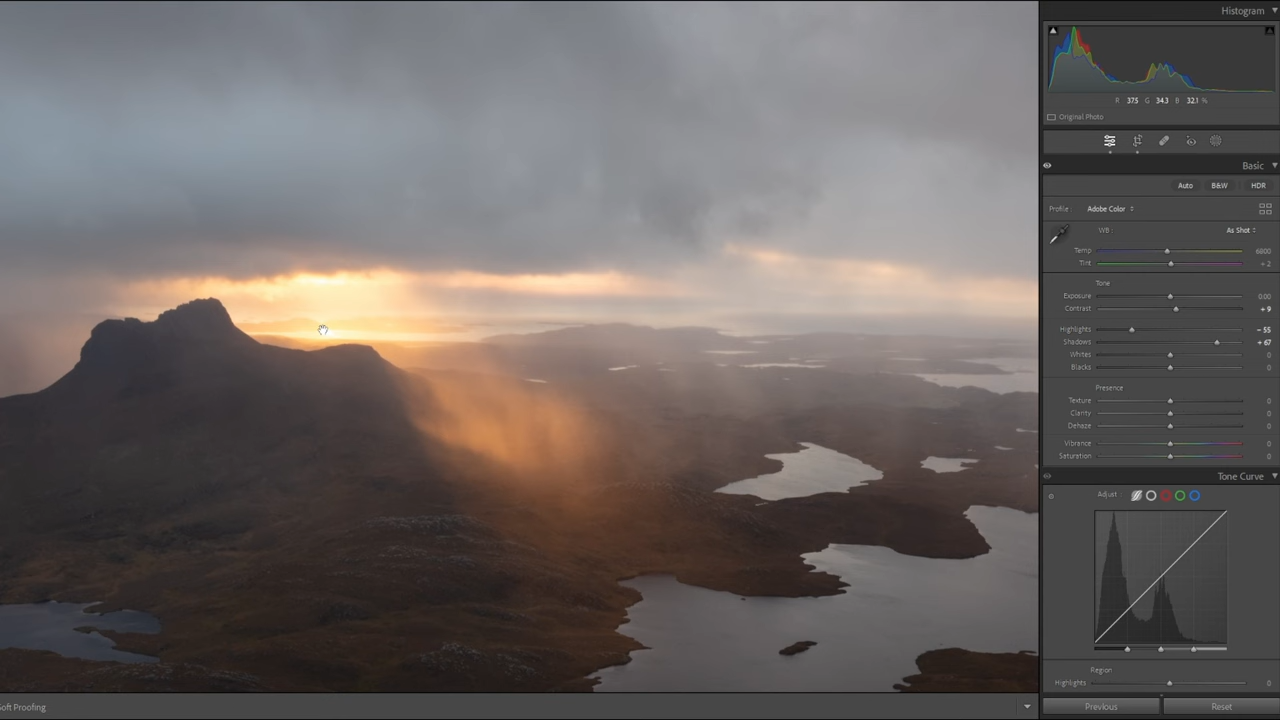 Histogram
R 37.5 G 34.3 B 32.1 %
Original Photo
Basic
Auto B&W HDR
Profile : Adobe Color
WB : As Shot
Temp 6800
Tint + 2
Tone
Exposure 0.00
Contrast + 9
Highlights − 55
Shadows + 67
Whites 0
Blacks 0
Presence
Texture 0
Clarity 0
Dehaze 0
Vibrance 0
Saturation 0
Tone Curve
Adjust :
Region
Highlights 0
Soft Proofing
Previous Reset